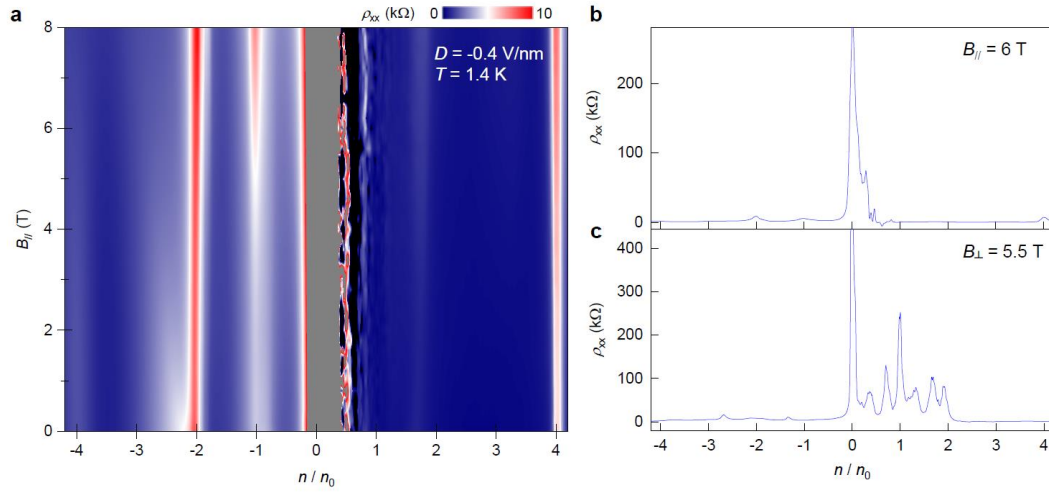 a
ρxx (kΩ) 0 10
D = -0.4 V/nm
T = 1.4 K
8
6
4
2
0
B// (T)
-4 -3 -2 -1 0 1 2 3 4
n / n0
b
B// = 6 T
200
100
0
ρxx (kΩ)
c
B⊥ = 5.5 T
400
300
200
100
0
ρxx (kΩ)
-4 -3 -2 -1 0 1 2 3 4
n / n0